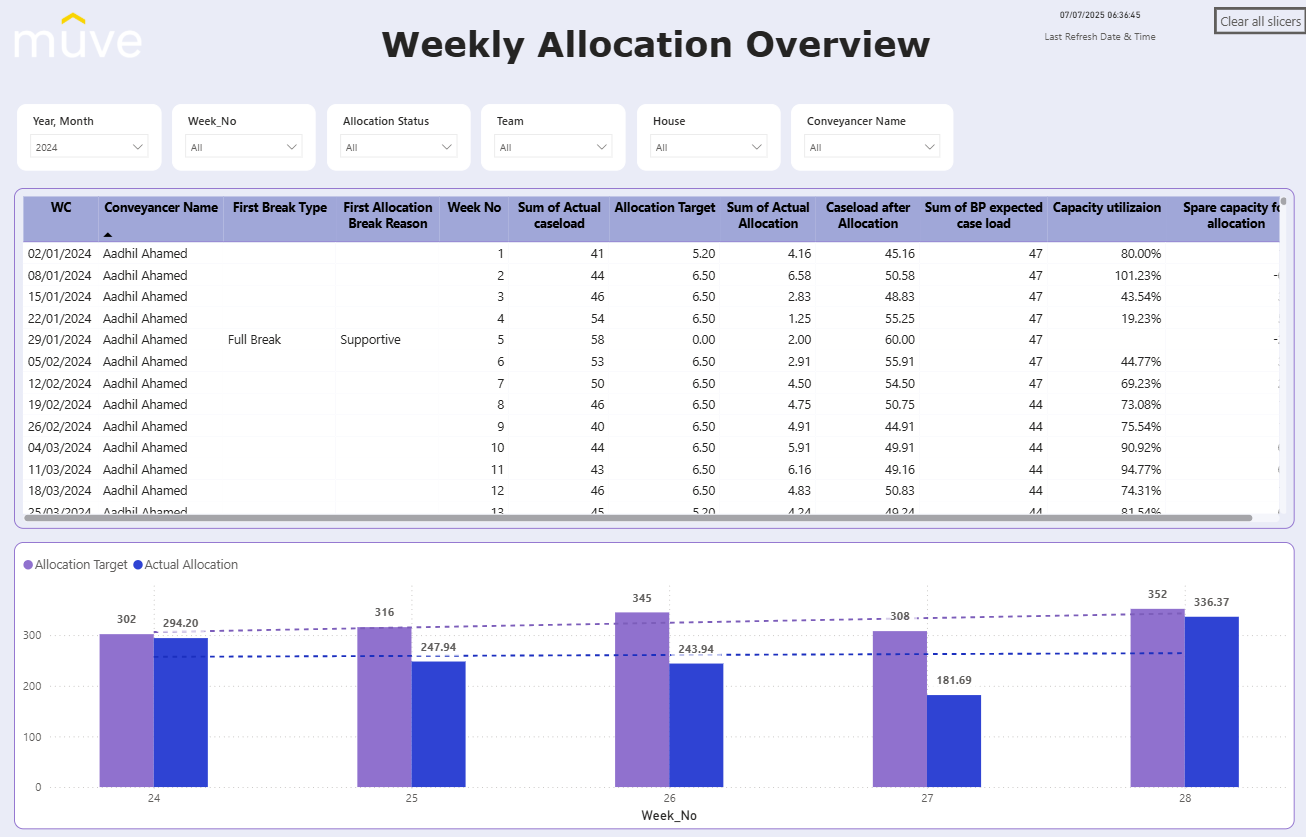 muve
Weekly Allocation Overview
07/07/2025 06:36:45
Last Refresh Date & Time
Clear all slicers
Year, Month
2024
Week_No
All
Allocation Status
All
Team
All
House
All
Conveyancer Name
All
WC Conveyancer Name First Break Type First Allocation Break Reason Week No Sum of Actual caseload Allocation Target Sum of Actual Allocation Caseload after Allocation Sum of BP expected case load Capacity utilizaion Spare capacity fo allocation
02/01/2024 Aadhil Ahamed 1 41 5.20 4.16 45.16 47 80.00%
08/01/2024 Aadhil Ahamed 2 44 6.50 6.58 50.58 47 101.23%
15/01/2024 Aadhil Ahamed 3 46 6.50 2.83 48.83 47 43.54%
22/01/2024 Aadhil Ahamed 4 54 6.50 1.25 55.25 47 19.23%
29/01/2024 Aadhil Ahamed Full Break Supportive 5 58 0.00 2.00 60.00 47
05/02/2024 Aadhil Ahamed 6 53 6.50 2.91 55.91 47 44.77%
12/02/2024 Aadhil Ahamed 7 50 6.50 4.50 54.50 47 69.23%
19/02/2024 Aadhil Ahamed 8 46 6.50 4.75 50.75 44 73.08%
26/02/2024 Aadhil Ahamed 9 40 6.50 4.91 44.91 44 75.54%
04/03/2024 Aadhil Ahamed 10 44 6.50 5.91 49.91 44 90.92%
11/03/2024 Aadhil Ahamed 11 43 6.50 6.16 49.16 44 94.77%
18/03/2024 Aadhil Ahamed 12 46 6.50 4.83 50.83 44 74.31%
25/03/2024 Aadhil Ahamed 13 45 5.20 4.24 49.24 44 81.54%
Allocation Target Actual Allocation
302 294.20 316 247.94 345 243.94 308 181.69 352 336.37
300
200
100
0
24 25 26 27 28
Week_No